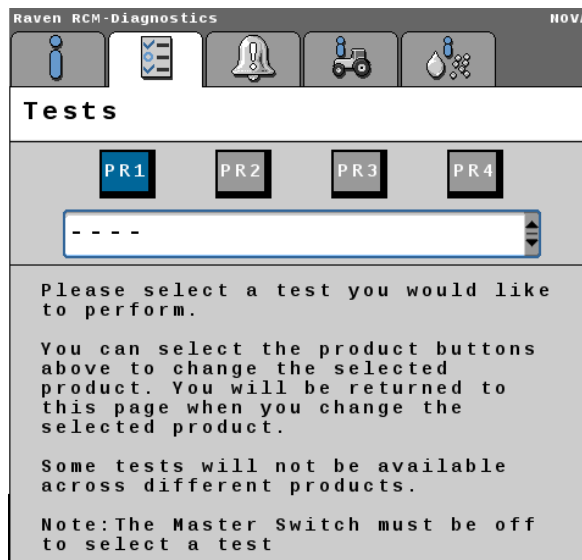 Raven RCM-Diagnostics NOVA
Tests
PR1 PR2 PR3 PR4
----
Please select a test you would like
to perform.
You can select the product buttons
above to change the selected
product. You will be returned to
this page when you change the
selected product.
Some tests will not be available
across different products.
Note:The Master Switch must be off
to select a test